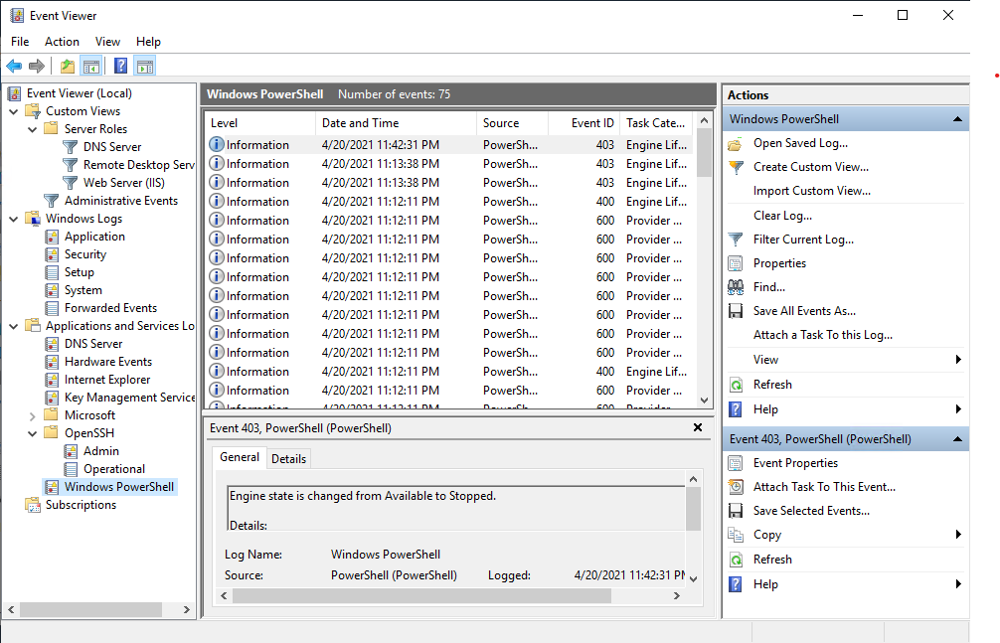 Event Viewer
File Action View Help
Event Viewer (Local)
Custom Views
Server Roles
DNS Server
Remote Desktop Serv
Web Server (IIS)
Administrative Events
Windows Logs
Application
Security
Setup
System
Forwarded Events
Applications and Services Lo
DNS Server
Hardware Events
Internet Explorer
Key Management Service
Microsoft
OpenSSH
Admin
Operational
Windows PowerShell
Subscriptions
Windows PowerShell Number of events: 75
Level Date and Time Source Event ID Task Cate...
Information 4/20/2021 11:42:31 PM PowerSh... 403 Engine Lif...
Information 4/20/2021 11:13:38 PM PowerSh... 403 Engine Lif...
Information 4/20/2021 11:13:38 PM PowerSh... 403 Engine Lif...
Information 4/20/2021 11:12:11 PM PowerSh... 400 Engine Lif...
Information 4/20/2021 11:12:11 PM PowerSh... 600 Provider ...
Information 4/20/2021 11:12:11 PM PowerSh... 600 Provider ...
Information 4/20/2021 11:12:11 PM PowerSh... 600 Provider ...
Information 4/20/2021 11:12:11 PM PowerSh... 600 Provider ...
Information 4/20/2021 11:12:11 PM PowerSh... 600 Provider ...
Information 4/20/2021 11:12:11 PM PowerSh... 600 Provider ...
Information 4/20/2021 11:12:11 PM PowerSh... 600 Provider ...
Information 4/20/2021 11:12:11 PM PowerSh... 600 Provider ...
Information 4/20/2021 11:12:11 PM PowerSh... 400 Engine Lif...
Information 4/20/2021 11:12:11 PM PowerSh... 600 Provider ...
Event 403, PowerShell (PowerShell)
General Details
Engine state is changed from Available to Stopped.
Details:
Log Name: Windows PowerShell
Source: PowerShell (PowerShell) Logged: 4/20/2021 11:42:31 PM
Actions
Windows PowerShell
Open Saved Log...
Create Custom View...
Import Custom View...
Clear Log...
Filter Current Log...
Properties
Find...
Save All Events As...
Attach a Task To this Log...
View
Refresh
Help
Event 403, PowerShell (PowerShell)
Event Properties
Attach Task To This Event...
Save Selected Events...
Copy
Refresh
Help